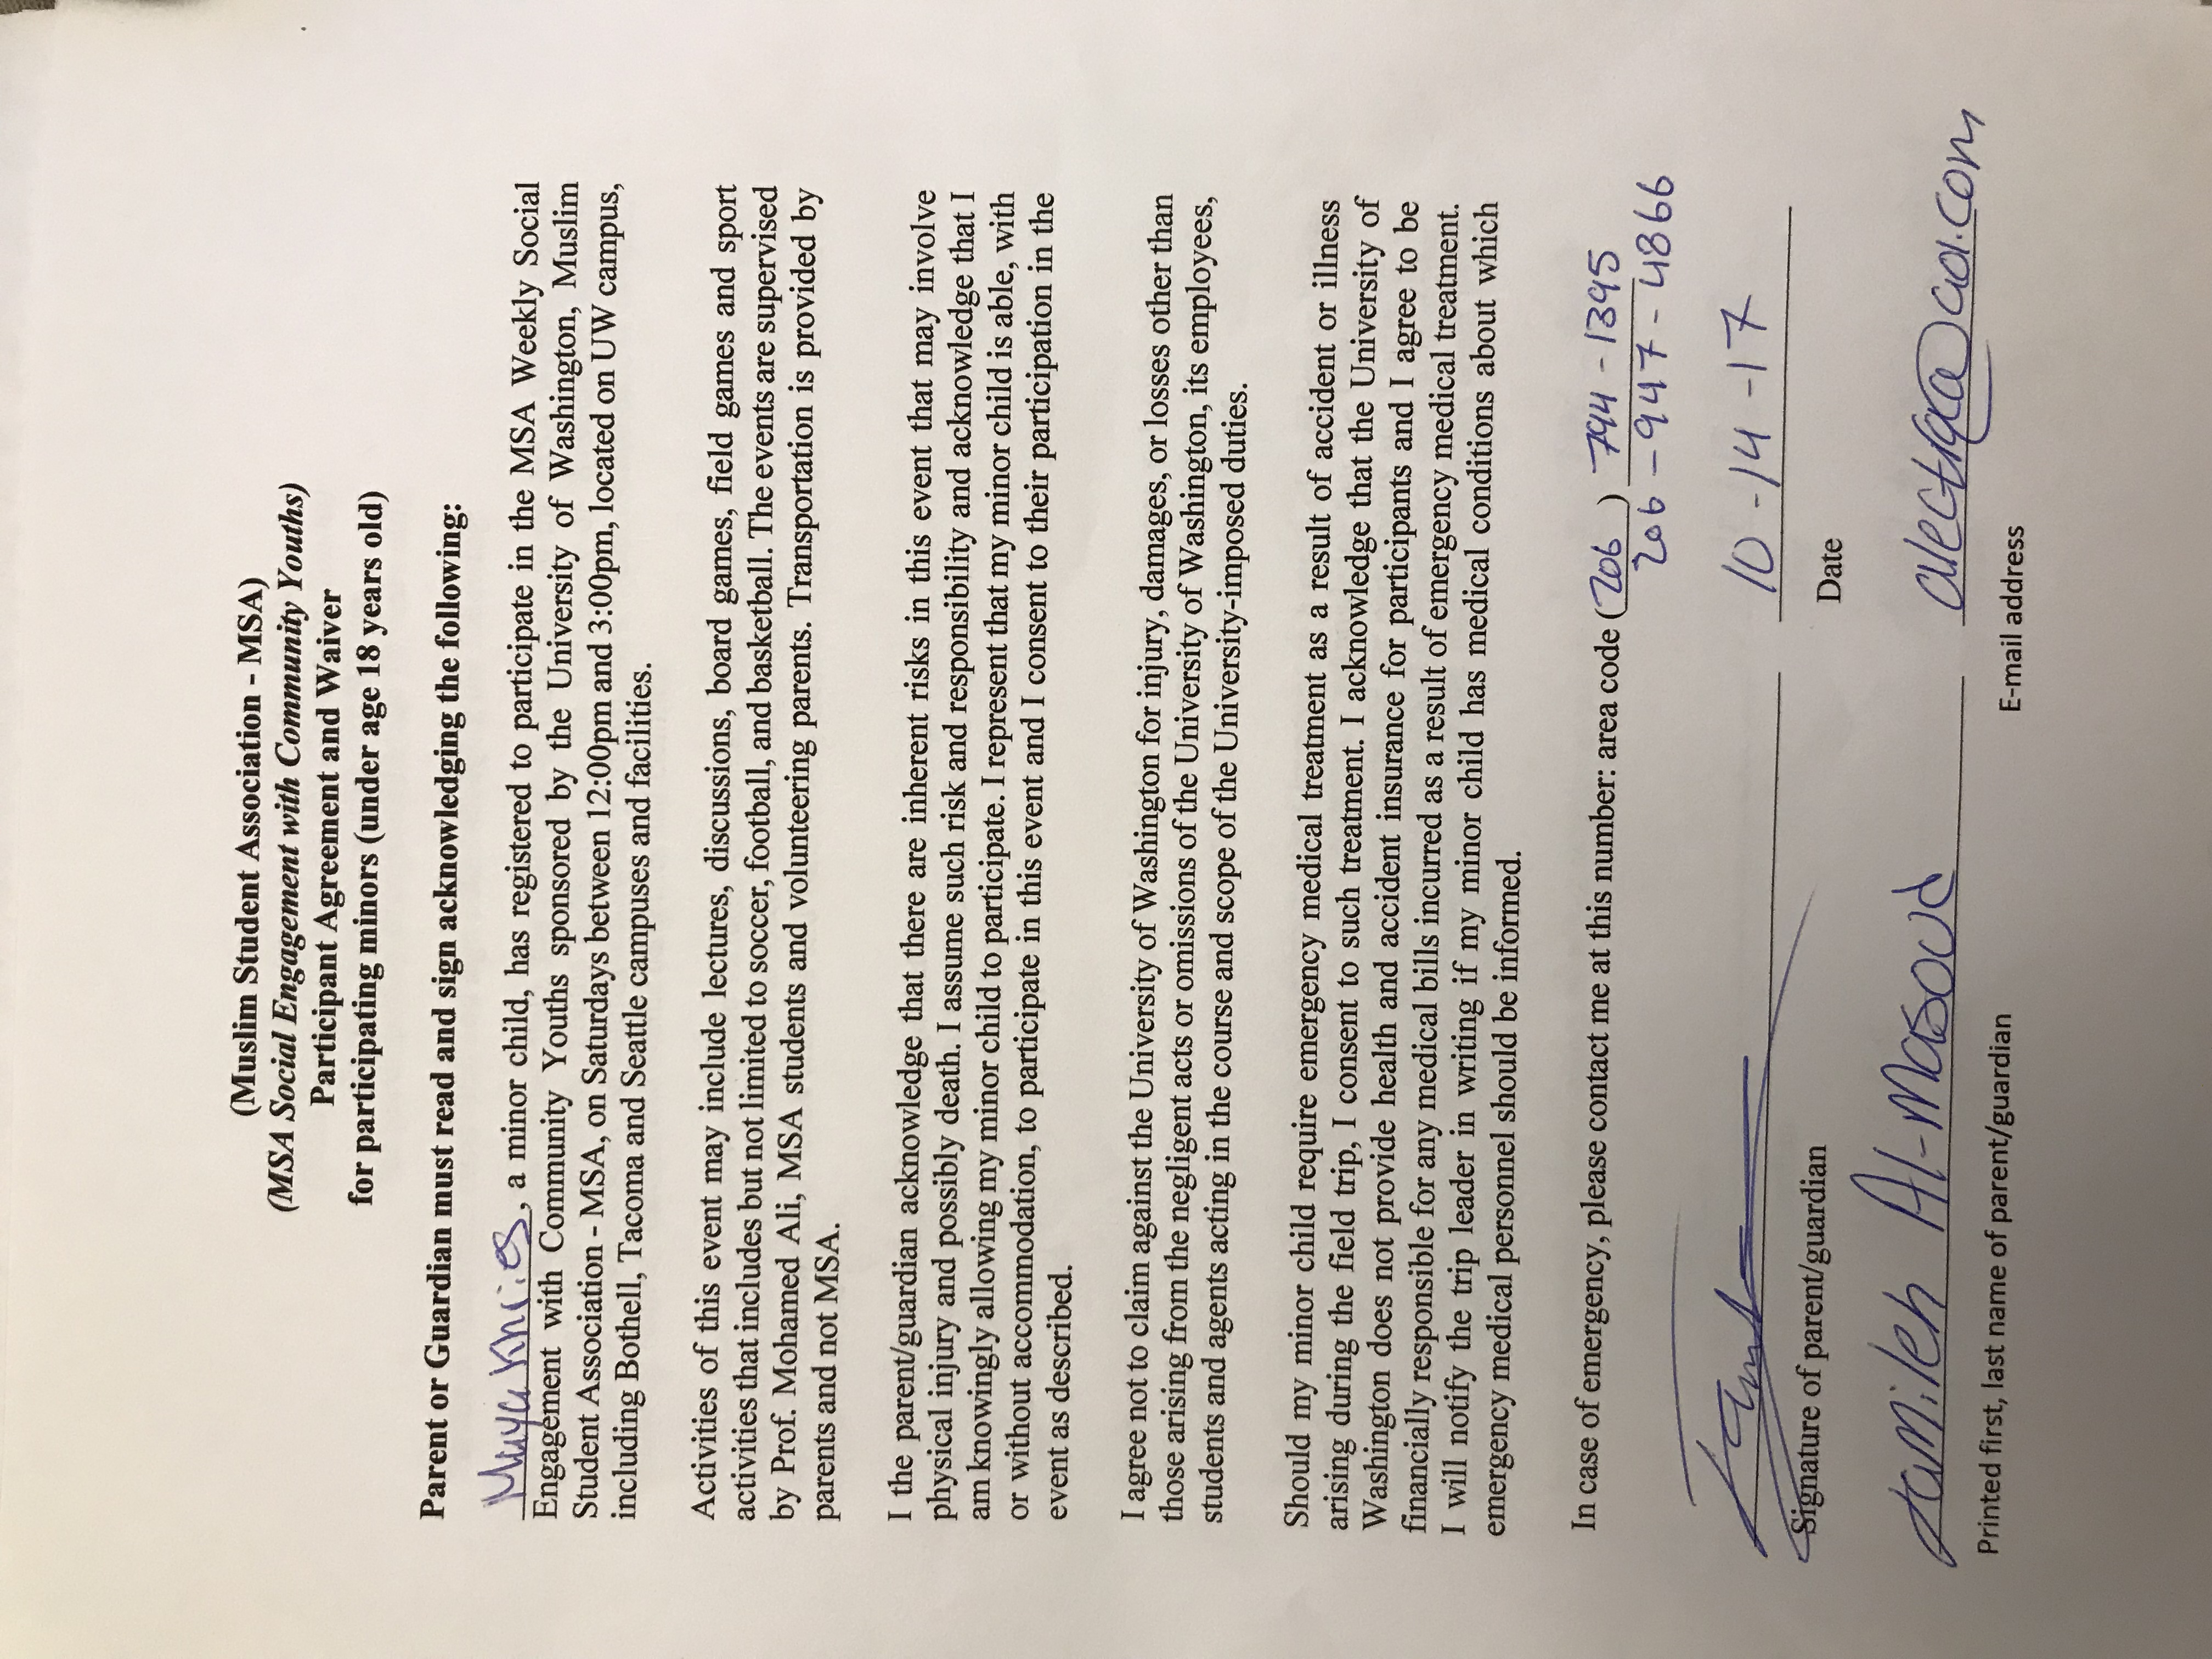 (Muslim Student Association - MSA)
(MSA Social Engagement with Community Youths)
Participant Agreement and Waiver
for participating minors (under age 18 years old)
Parent or Guardian must read and sign acknowledging the following:
Maya Khries, a minor child, has registered to participate in the MSA Weekly Social
Engagement with Community Youths sponsored by the University of Washington, Muslim
Student Association - MSA, on Saturdays between 12:00pm and 3:00pm, located on UW campus,
including Bothell, Tacoma and Seattle campuses and facilities.
Activities of this event may include lectures, discussions, board games, field games and sport
activities that includes but not limited to soccer, football, and basketball. The events are supervised
by Prof. Mohamed Ali, MSA students and volunteering parents. Transportation is provided by
parents and not MSA.
I the parent/guardian acknowledge that there are inherent risks in this event that may involve
physical injury and possibly death. I assume such risk and responsibility and acknowledge that I
am knowingly allowing my minor child to participate. I represent that my minor child is able, with
or without accommodation, to participate in this event and I consent to their participation in the
event as described.
I agree not to claim against the University of Washington for injury, damages, or losses other than
those arising from the negligent acts or omissions of the University of Washington, its employees,
students and agents acting in the course and scope of the University-imposed duties.
Should my minor child require emergency medical treatment as a result of accident or illness
arising during the field trip, I consent to such treatment. I acknowledge that the University of
Washington does not provide health and accident insurance for participants and I agree to be
financially responsible for any medical bills incurred as a result of emergency medical treatment.
I will notify the trip leader in writing if my minor child has medical conditions about which
emergency medical personnel should be informed.
In case of emergency, please contact me at this number: area code (206) 794-1395
206-947-4866
10-14-17
Signature of parent/guardian
Date
Jamileh Al-Masoud
Printed first, last name of parent/guardian
E-mail address